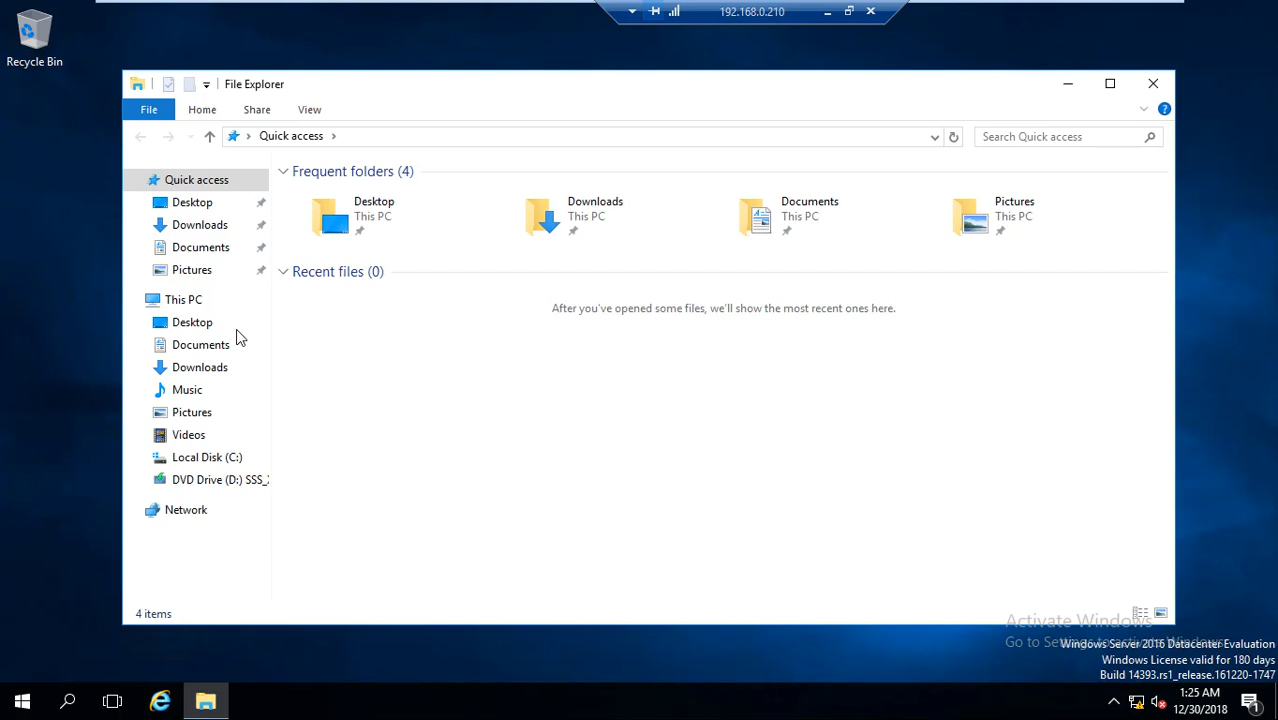 192.168.0.210
Recycle Bin
File Explorer
File
Home
Share
View
Quick access
Search Quick access
Quick access
Desktop
Downloads
Documents
Pictures
This PC
Desktop
Documents
Downloads
Music
Pictures
Videos
Local Disk (C:)
DVD Drive (D:) SSS_
Network
Frequent folders (4)
Desktop
This PC
Downloads
This PC
Documents
This PC
Pictures
This PC
Recent files (0)
After you've opened some files, we'll show the most recent ones here.
4 items
Activate Windows
Go to Settings to activate Windows.
Windows Server 2016 Datacenter Evaluation
Windows License valid for 180 days
Build 14393.rs1_release.161220-1747
1:25 AM
12/30/2018
1